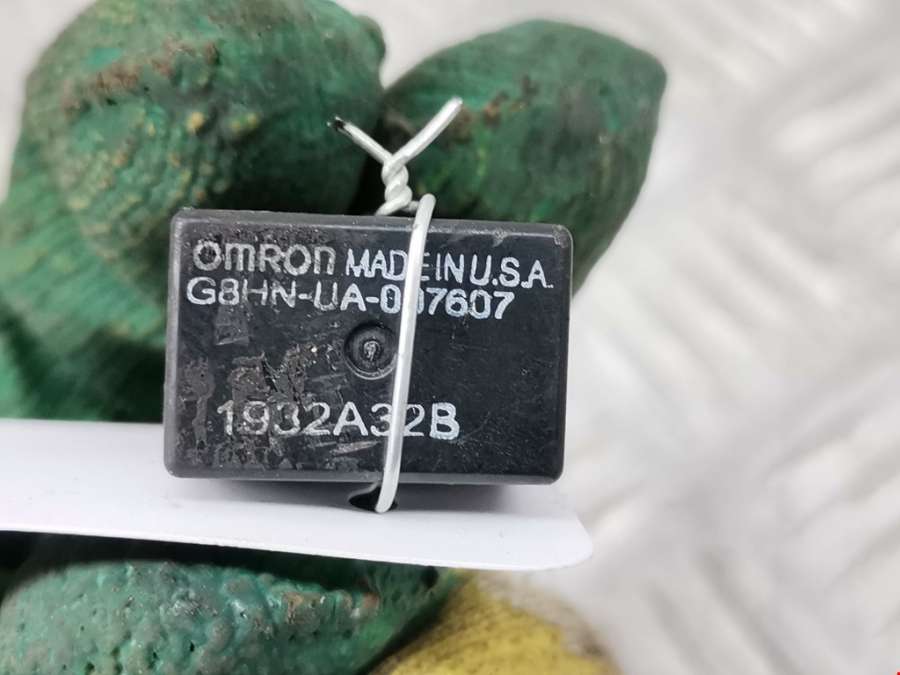 omron MADE IN U.S.A.
G8HN-UA-007607
1932A32B